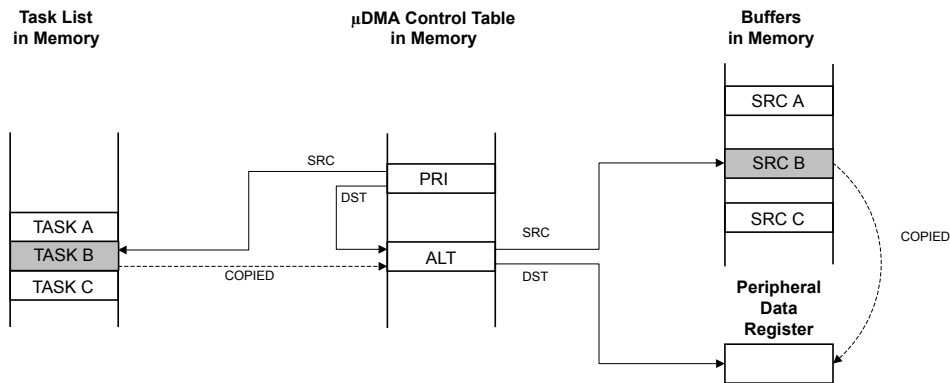 Task List
in Memory
µDMA Control Table
in Memory
Buffers
in Memory
SRC A
SRC
PRI
SRC B
DST
TASK A
SRC C
SRC
TASK B
ALT
COPIED
COPIED
DST
TASK C
Peripheral
Data
Register